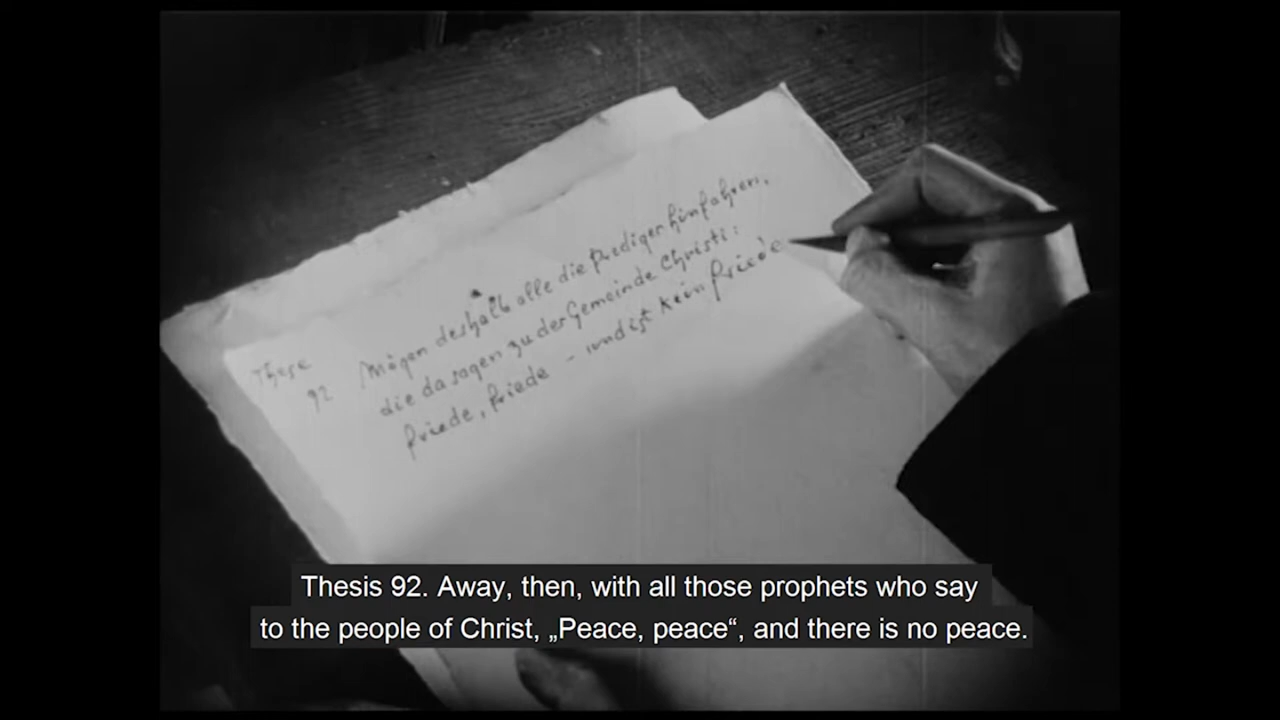 These
92
Mögen deshalb alle die Prediger hinfahren,
die da sagen zu der Gemeinde Christi:
friede, friede – und ist kein friede
Thesis 92. Away, then, with all those prophets who say
to the people of Christ, „Peace, peace“, and there is no peace.